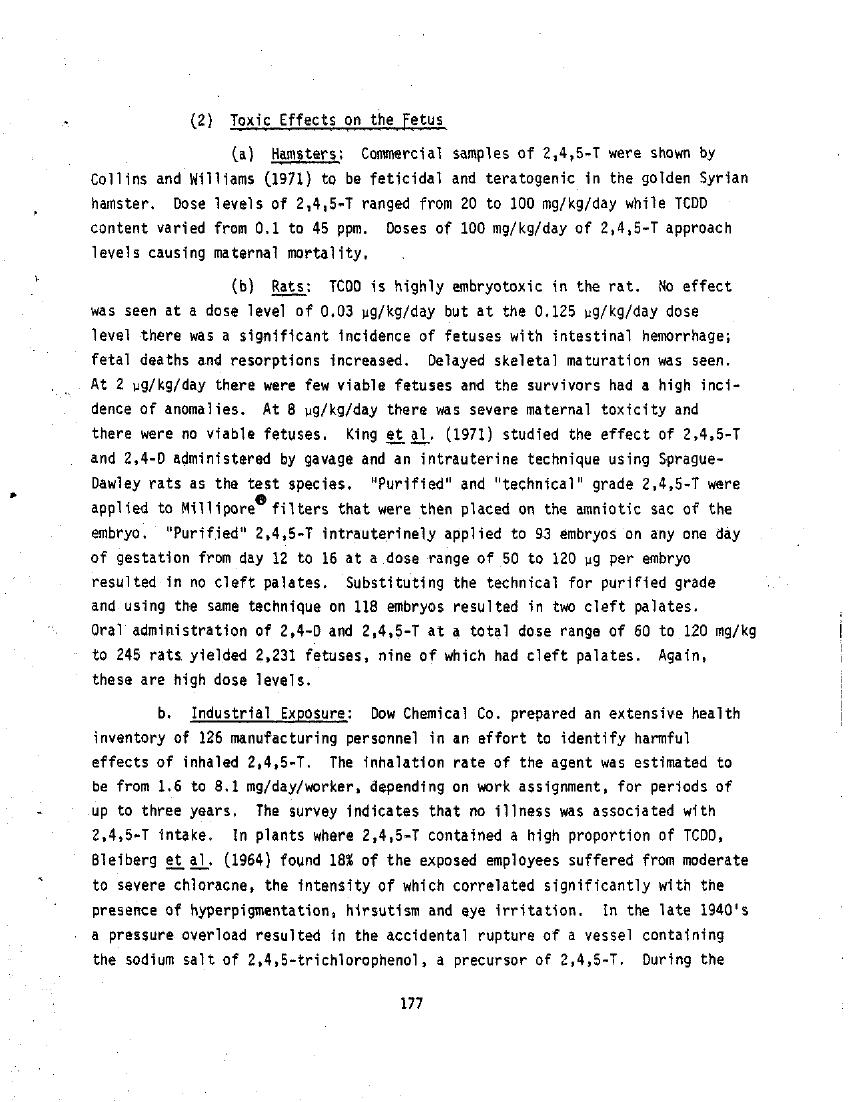 (2) Toxic Effects on the Fetus
(a) Hamsters: Commercial samples of 2,4,5-T were shown by
Collins and Williams (1971) to be feticidal and teratogenic in the golden Syrian
hamster. Dose levels of 2,4,5-T ranged from 20 to 100 mg/kg/day while TCDD
content varied from 0.1 to 45 ppm. Doses of 100 mg/kg/day of 2,4,5-T approach
levels causing maternal mortality.
(b) Rats: TCDD is highly embryotoxic in the rat. No effect
was seen at a dose level of 0.03 µg/kg/day but at the 0.125 µg/kg/day dose
level there was a significant incidence of fetuses with intestinal hemorrhage;
fetal deaths and resorptions increased. Delayed skeletal maturation was seen.
At 2 µg/kg/day there were few viable fetuses and the survivors had a high inci-
dence of anomalies. At 8 µg/kg/day there was severe maternal toxicity and
there were no viable fetuses. King et al. (1971) studied the effect of 2,4,5-T
and 2,4-D administered by gavage and an intrauterine technique using Sprague-
Dawley rats as the test species. "Purified" and "technical" grade 2,4,5-T were
applied to Millipore® filters that were then placed on the amniotic sac of the
embryo. "Purified" 2,4,5-T intrauterinely applied to 93 embryos on any one day
of gestation from day 12 to 16 at a dose range of 50 to 120 µg per embryo
resulted in no cleft palates. Substituting the technical for purified grade
and using the same technique on 118 embryos resulted in two cleft palates.
Oral administration of 2,4-D and 2,4,5-T at a total dose range of 60 to 120 mg/kg
to 245 rats yielded 2,231 fetuses, nine of which had cleft palates. Again,
these are high dose levels.
b. Industrial Exposure: Dow Chemical Co. prepared an extensive health
inventory of 126 manufacturing personnel in an effort to identify harmful
effects of inhaled 2,4,5-T. The inhalation rate of the agent was estimated to
be from 1.6 to 8.1 mg/day/worker, depending on work assignment, for periods of
up to three years. The survey indicates that no illness was associated with
2,4,5-T intake. In plants where 2,4,5-T contained a high proportion of TCDD,
Bleiberg et al. (1964) found 18% of the exposed employees suffered from moderate
to severe chloracne, the intensity of which correlated significantly with the
presence of hyperpigmentation, hirsutism and eye irritation. In the late 1940's
a pressure overload resulted in the accidental rupture of a vessel containing
the sodium salt of 2,4,5-trichlorophenol, a precursor of 2,4,5-T. During the
177